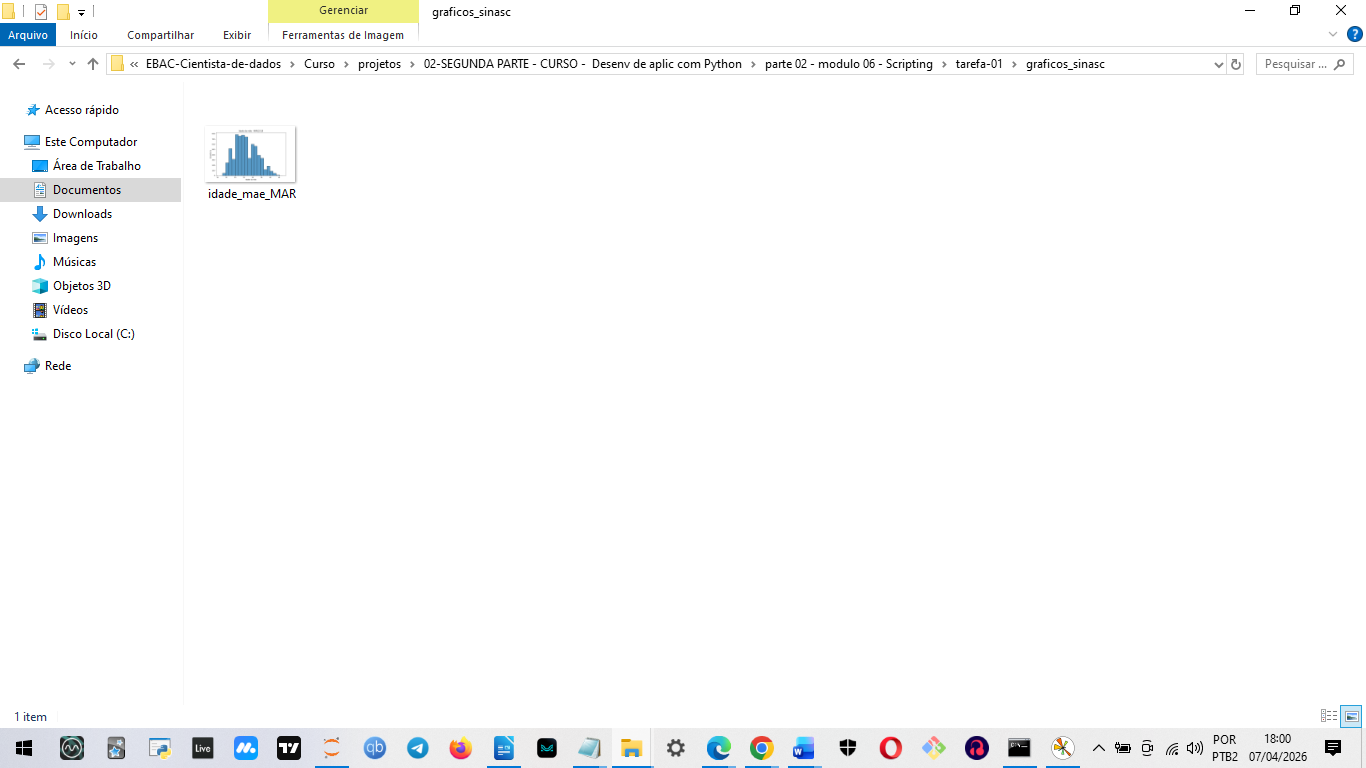 Gerenciar
graficos_sinasc
Arquivo
Início
Compartilhar
Exibir
Ferramentas de Imagem
EBAC-Cientista-de-dados
Curso
projetos
02-SEGUNDA PARTE - CURSO - Desenv de aplic com Python
parte 02 - modulo 06 - Scripting
tarefa-01
graficos_sinasc
Pesquisar ...
Acesso rápido
Este Computador
Área de Trabalho
Documentos
Downloads
Imagens
Músicas
Objetos 3D
Vídeos
Disco Local (C:)
Rede
idade_mae_MAR
1 item
Live
qb
POR
PTB2
18:00
07/04/2026